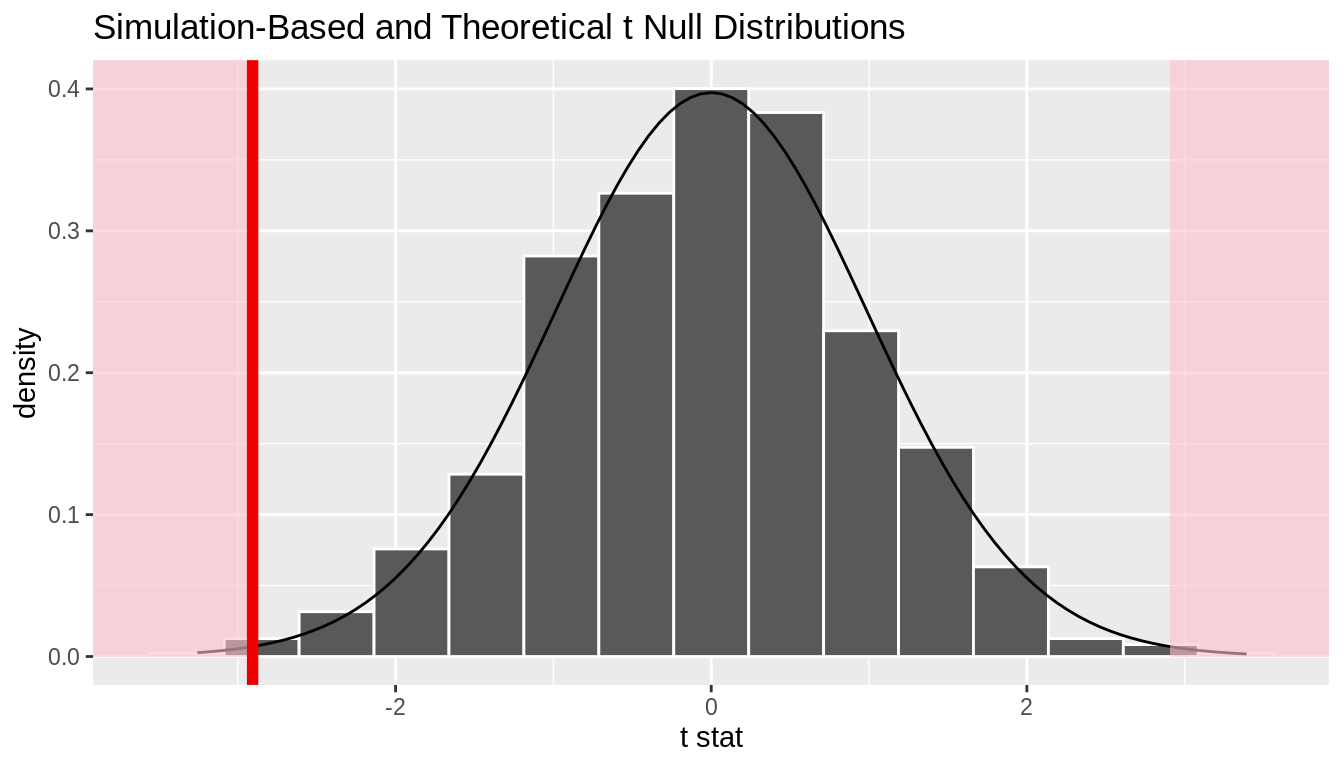 Simulation-Based and Theoretical t Null Distributions
density
0.4
0.3
0.2
0.1
0.0
-2 0 2
t stat